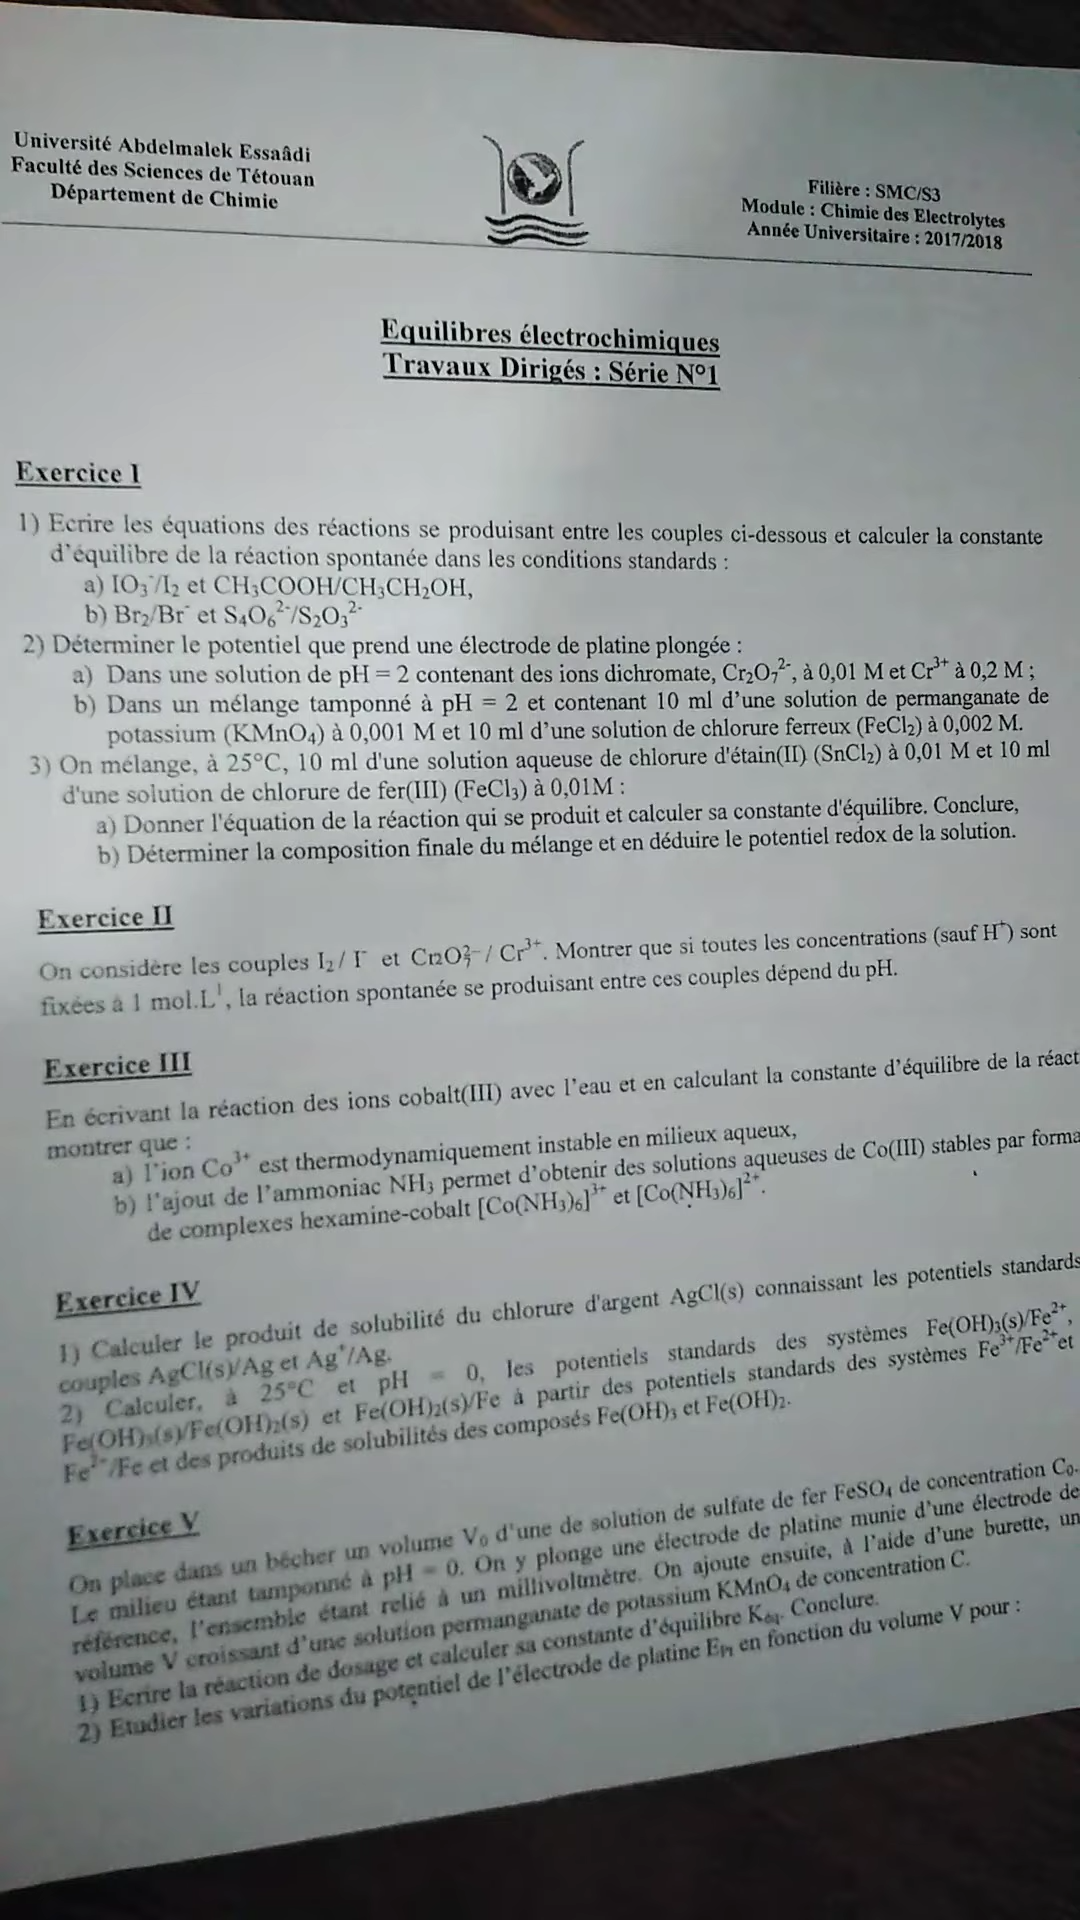 Université Abdelmalek Essaâdi
Faculté des Sciences de Tétouan
Département de Chimie
Filière : SMC/S3
Module : Chimie des Electrolytes
Année Universitaire : 2017/2018
Equilibres électrochimiques
Travaux Dirigés : Série N°1
Exercice I
1) Ecrire les équations des réactions se produisant entre les couples ci-dessous et calculer la constante
d'équilibre de la réaction spontanée dans les conditions standards :
a) IO₃⁻/I₂ et CH₃COOH/CH₃CH₂OH,
b) Br₂/Br⁻ et S₄O₆²⁻/S₂O₃²⁻
2) Déterminer le potentiel que prend une électrode de platine plongée :
a) Dans une solution de pH = 2 contenant des ions dichromate, Cr₂O₇²⁻, à 0,01 M et Cr³⁺ à 0,2 M ;
b) Dans un mélange tamponné à pH = 2 et contenant 10 ml d'une solution de permanganate de
potassium (KMnO₄) à 0,001 M et 10 ml d'une solution de chlorure ferreux (FeCl₂) à 0,002 M.
3) On mélange, à 25°C, 10 ml d'une solution aqueuse de chlorure d'étain(II) (SnCl₂) à 0,01 M et 10 ml
d'une solution de chlorure de fer(III) (FeCl₃) à 0,01M :
a) Donner l'équation de la réaction qui se produit et calculer sa constante d'équilibre. Conclure,
b) Déterminer la composition finale du mélange et en déduire le potentiel redox de la solution.
Exercice II
On considère les couples I₂ / I⁻ et Cr2O₇²⁻ / Cr³⁺. Montrer que si toutes les concentrations (sauf H⁺) sont
fixées à 1 mol.L¹, la réaction spontanée se produisant entre ces couples dépend du pH.
Exercice III
En écrivant la réaction des ions cobalt(III) avec l'eau et en calculant la constante d'équilibre de la réact
montrer que :
a) l'ion Co³⁺ est thermodynamiquement instable en milieux aqueux,
b) l'ajout de l'ammoniac NH₃ permet d'obtenir des solutions aqueuses de Co(III) stables par forma
de complexes hexamine-cobalt [Co(NH₃)₆]³⁺ et [Co(NH₃)₆]²⁺.
Exercice IV
1) Calculer le produit de solubilité du chlorure d'argent AgCl(s) connaissant les potentiels standards
couples AgCl(s)/Ag et Ag⁺/Ag.
2) Calculer, à 25°C et pH = 0, les potentiels standards des systèmes Fe(OH)₃(s)/Fe²⁺,
Fe(OH)₃(s)/Fe(OH)₂(s) et Fe(OH)₂(s)/Fe à partir des potentiels standards des systèmes Fe³⁺/Fe²⁺et
Fe²⁺/Fe et des produits de solubilités des composés Fe(OH)₃ et Fe(OH)₂.
Exercice V
On place dans un bécher un volume V₀ d'une de solution de sulfate de fer FeSO₄ de concentration C₀.
Le milieu étant tamponné à pH = 0. On y plonge une électrode de platine munie d'une électrode de
référence, l'ensemble étant relié à un millivoltmètre. On ajoute ensuite, à l'aide d'une burette, un
volume V croissant d'une solution permanganate de potassium KMnO₄ de concentration C.
1) Ecrire la réaction de dosage et calculer sa constante d'équilibre Kéq. Conclure.
2) Etudier les variations du potentiel de l'électrode de platine EPt en fonction du volume V pour :